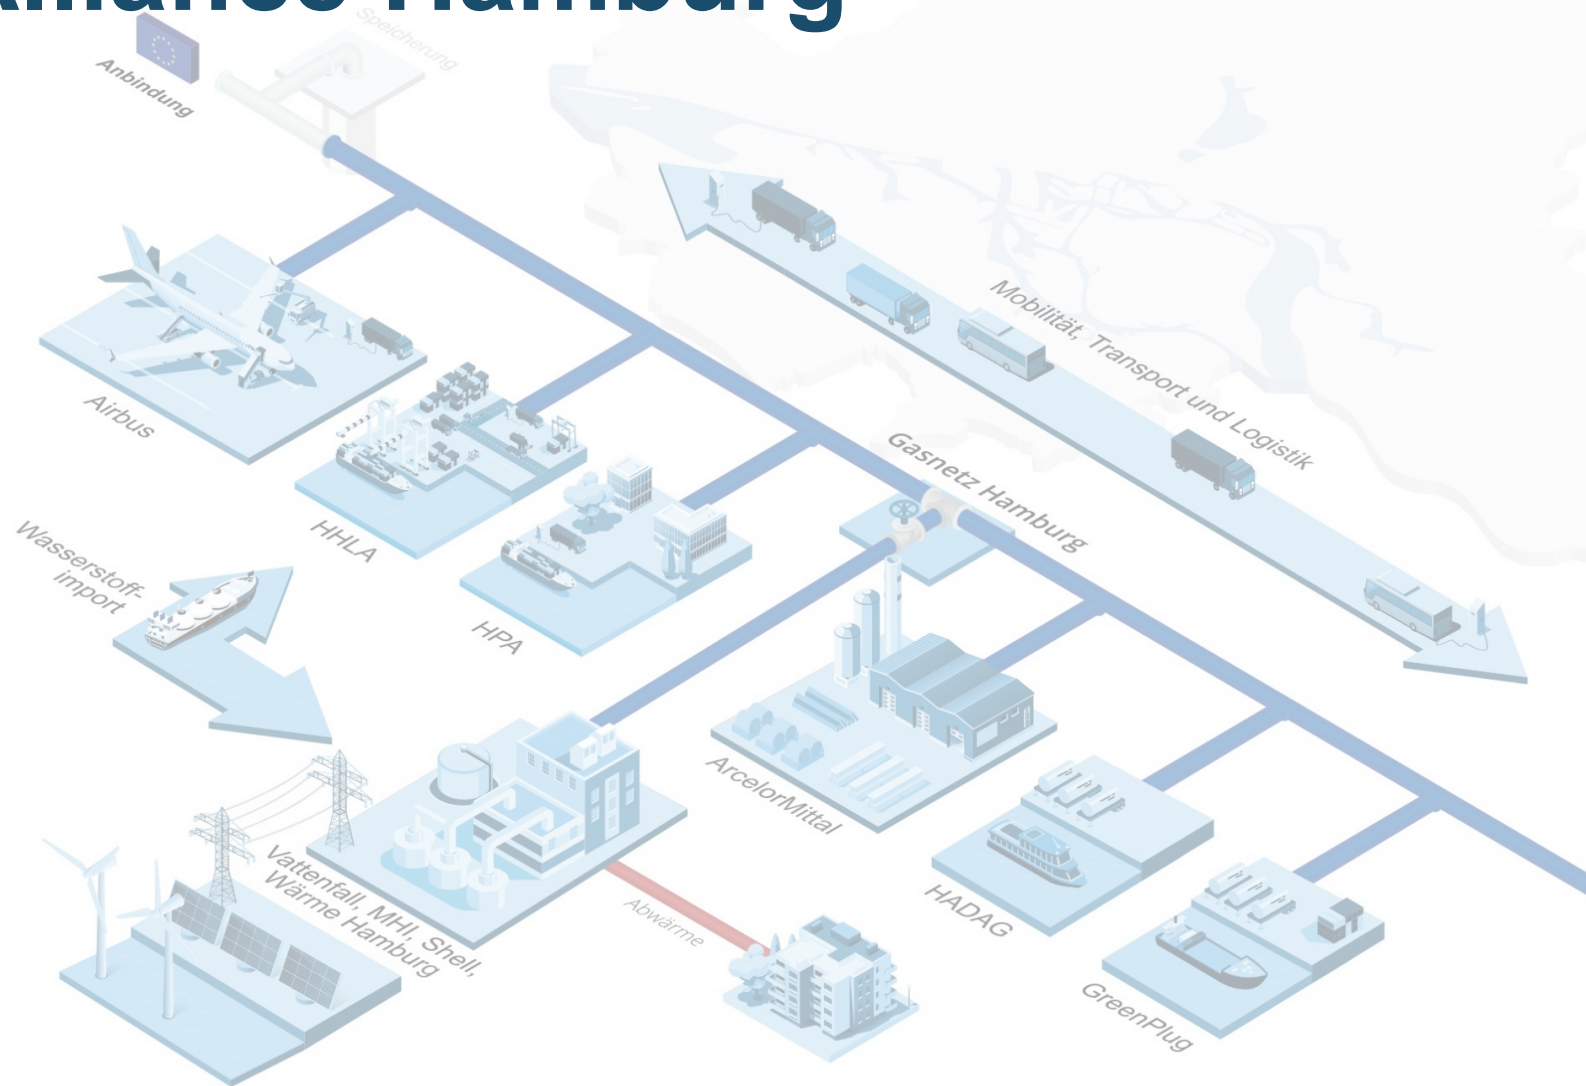 Alliance Hamburg
Speicherung
Anbindung
Mobilität, Transport und Logistik
Airbus
Gasnetz Hamburg
HHLA
Wasserstoff-
import
HPA
ArcelorMittal
Vattenfall, MHI, Shell,
Wärme Hamburg
Abwärme
HADAG
GreenPlug